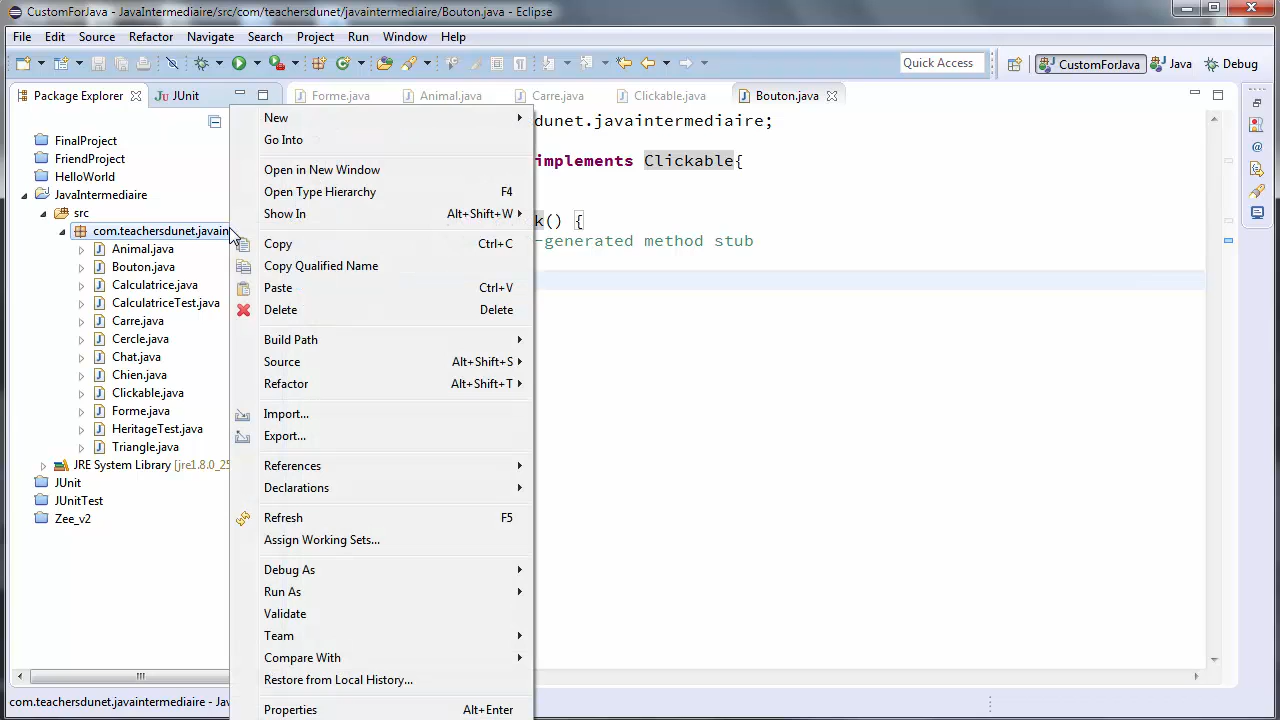 CustomForJava - JavaIntermediaire/src/com/teachersdunet/javaintermediaire/Bouton.java - Eclipse
File Edit Source Refactor Navigate Search Project Run Window Help
Quick Access CustomForJava Java Debug
Package Explorer JUnit Forme.java Animal.java Carre.java Clickable.java Bouton.java
dunet.javaintermediaire;
implements Clickable{
k() {
-generated method stub
FinalProject
FriendProject
HelloWorld
JavaIntermediaire
src
com.teachersdunet.javain
Animal.java
Bouton.java
Calculatrice.java
CalculatriceTest.java
Carre.java
Cercle.java
Chat.java
Chien.java
Clickable.java
Forme.java
HeritageTest.java
Triangle.java
JRE System Library [jre1.8.0_25
JUnit
JUnitTest
Zee_v2
New
Go Into
Open in New Window
Open Type Hierarchy F4
Show In Alt+Shift+W
Copy Ctrl+C
Copy Qualified Name
Paste Ctrl+V
Delete Delete
Build Path
Source Alt+Shift+S
Refactor Alt+Shift+T
Import...
Export...
References
Declarations
Refresh F5
Assign Working Sets...
Debug As
Run As
Validate
Team
Compare With
Restore from Local History...
Properties Alt+Enter
com.teachersdunet.javaintermediaire - Jav